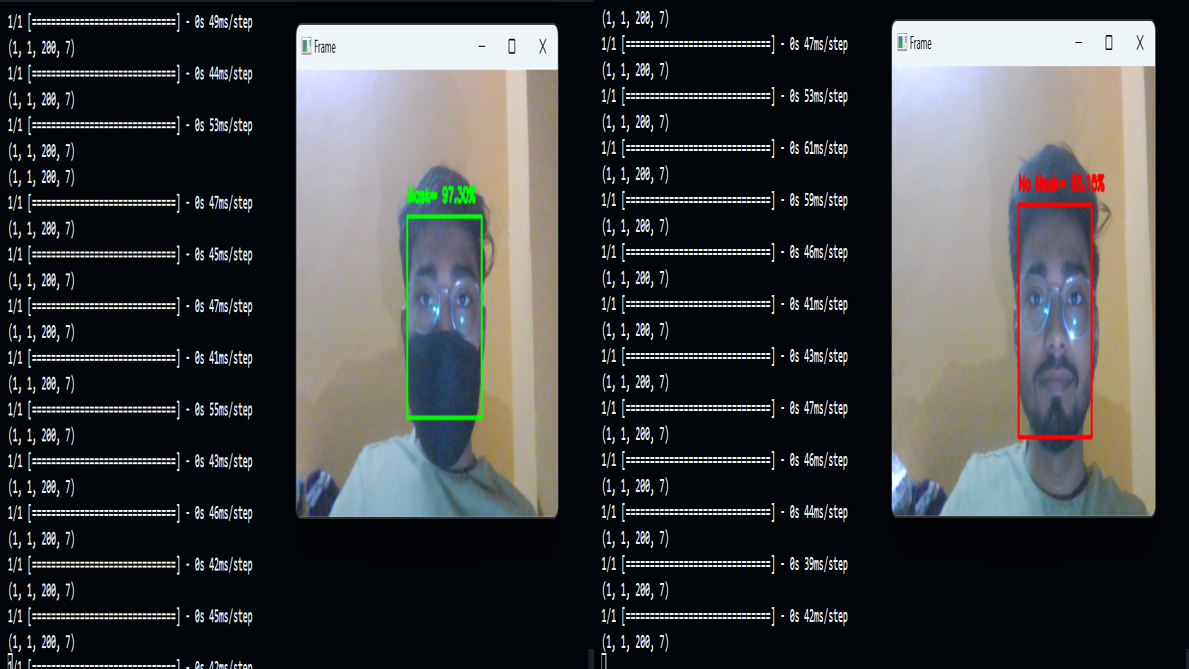 1/1 [==============================] - 0s 49ms/step
(1, 1, 200, 7)
1/1 [==============================] - 0s 44ms/step
(1, 1, 200, 7)
1/1 [==============================] - 0s 53ms/step
(1, 1, 200, 7)
(1, 1, 200, 7)
1/1 [==============================] - 0s 47ms/step
(1, 1, 200, 7)
1/1 [==============================] - 0s 45ms/step
(1, 1, 200, 7)
1/1 [==============================] - 0s 47ms/step
(1, 1, 200, 7)
1/1 [==============================] - 0s 41ms/step
(1, 1, 200, 7)
1/1 [==============================] - 0s 55ms/step
(1, 1, 200, 7)
1/1 [==============================] - 0s 43ms/step
(1, 1, 200, 7)
1/1 [==============================] - 0s 46ms/step
(1, 1, 200, 7)
1/1 [==============================] - 0s 42ms/step
(1, 1, 200, 7)
1/1 [==============================] - 0s 45ms/step
(1, 1, 200, 7)
1/1 [==============================] - 0s 42ms/step
Frame
Mask= 97.30%
(1, 1, 200, 7)
1/1 [==============================] - 0s 47ms/step
(1, 1, 200, 7)
1/1 [==============================] - 0s 53ms/step
(1, 1, 200, 7)
1/1 [==============================] - 0s 61ms/step
(1, 1, 200, 7)
1/1 [==============================] - 0s 59ms/step
(1, 1, 200, 7)
1/1 [==============================] - 0s 46ms/step
(1, 1, 200, 7)
1/1 [==============================] - 0s 41ms/step
(1, 1, 200, 7)
1/1 [==============================] - 0s 43ms/step
(1, 1, 200, 7)
1/1 [==============================] - 0s 47ms/step
(1, 1, 200, 7)
1/1 [==============================] - 0s 46ms/step
(1, 1, 200, 7)
1/1 [==============================] - 0s 44ms/step
(1, 1, 200, 7)
1/1 [==============================] - 0s 39ms/step
(1, 1, 200, 7)
1/1 [==============================] - 0s 42ms/step
(1, 1, 200, 7)
Frame
No Mask=